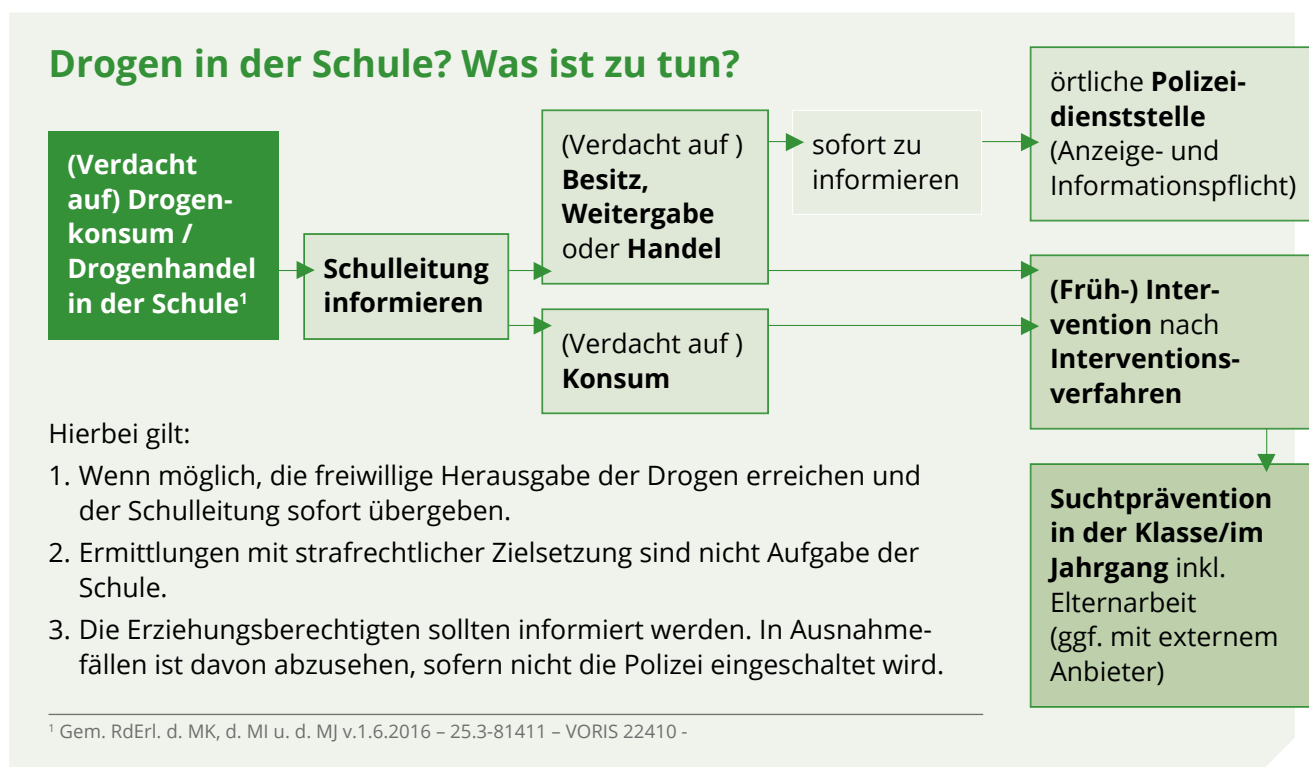 Drogen in der Schule? Was ist zu tun?
(Verdacht
auf) Drogen-
konsum /
Drogenhandel
in der Schule¹
Schulleitung
informieren
(Verdacht auf )
Besitz,
Weitergabe
oder Handel
sofort zu
informieren
örtliche Polizei-
dienststelle
(Anzeige- und
Informationspflicht)
(Verdacht auf )
Konsum
(Früh-) Inter-
vention nach
Interventions-
verfahren
Suchtprävention
in der Klasse/im
Jahrgang inkl.
Elternarbeit
(ggf. mit externem
Anbieter)
Hierbei gilt:
1. Wenn möglich, die freiwillige Herausgabe der Drogen erreichen und
der Schulleitung sofort übergeben.
2. Ermittlungen mit strafrechtlicher Zielsetzung sind nicht Aufgabe der
Schule.
3. Die Erziehungsberechtigten sollten informiert werden. In Ausnahme-
fällen ist davon abzusehen, sofern nicht die Polizei eingeschaltet wird.
¹ Gem. RdErl. d. MK, d. MI u. d. MJ v.1.6.2016 – 25.3-81411 – VORIS 22410 -